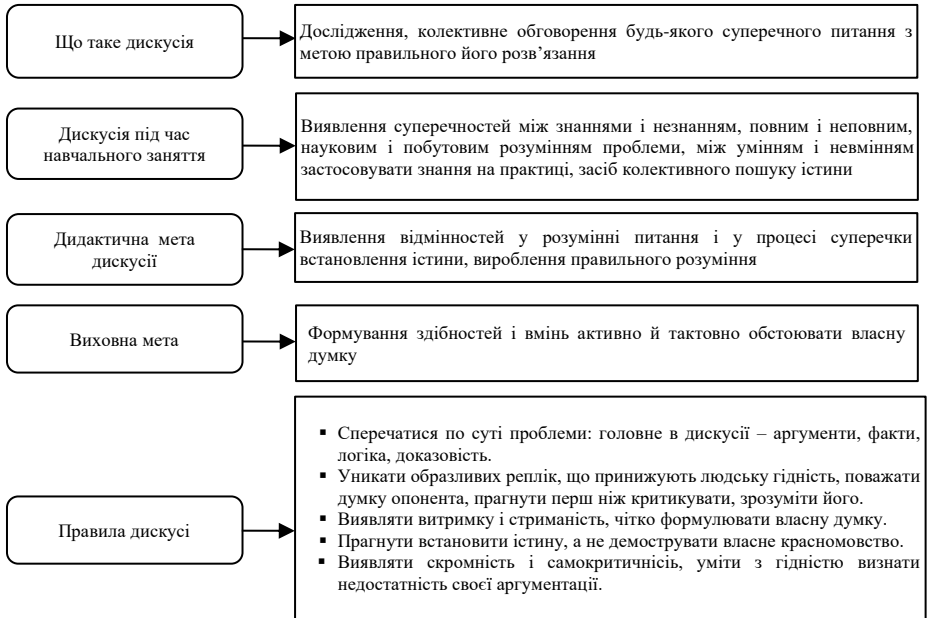 Що таке дискусія
Дослідження, колективне обговорення будь-якого суперечного питання з
метою правильного його розв’язання
Дискусія під час
навчального заняття
Виявлення суперечностей між знаннями і незнанням, повним і неповним,
науковим і побутовим розумінням проблеми, між умінням і невмінням
застосовувати знання на практиці, засіб колективного пошуку істини
Дидактична мета
дискусії
Виявлення відмінностей у розумінні питання і у процесі суперечки
встановлення істини, вироблення правильного розуміння
Виховна мета
Формування здібностей і вмінь активно й тактовно обстоювати власну
думку
Правила дискусі
▪ Сперечатися по суті проблеми: головне в дискусії – аргументи, факти,
логіка, доказовість.
▪ Уникати образливих реплік, що принижують людську гідність, поважати
думку опонента, прагнути перш ніж критикувати, зрозуміти його.
▪ Виявляти витримку і стриманість, чітко формулювати власну думку.
▪ Прагнути встановити істину, а не демострувати власне красномовство.
▪ Виявляти скромність і самокритичнісіь, уміти з гідністю визнати
недостатність своєї аргументації.